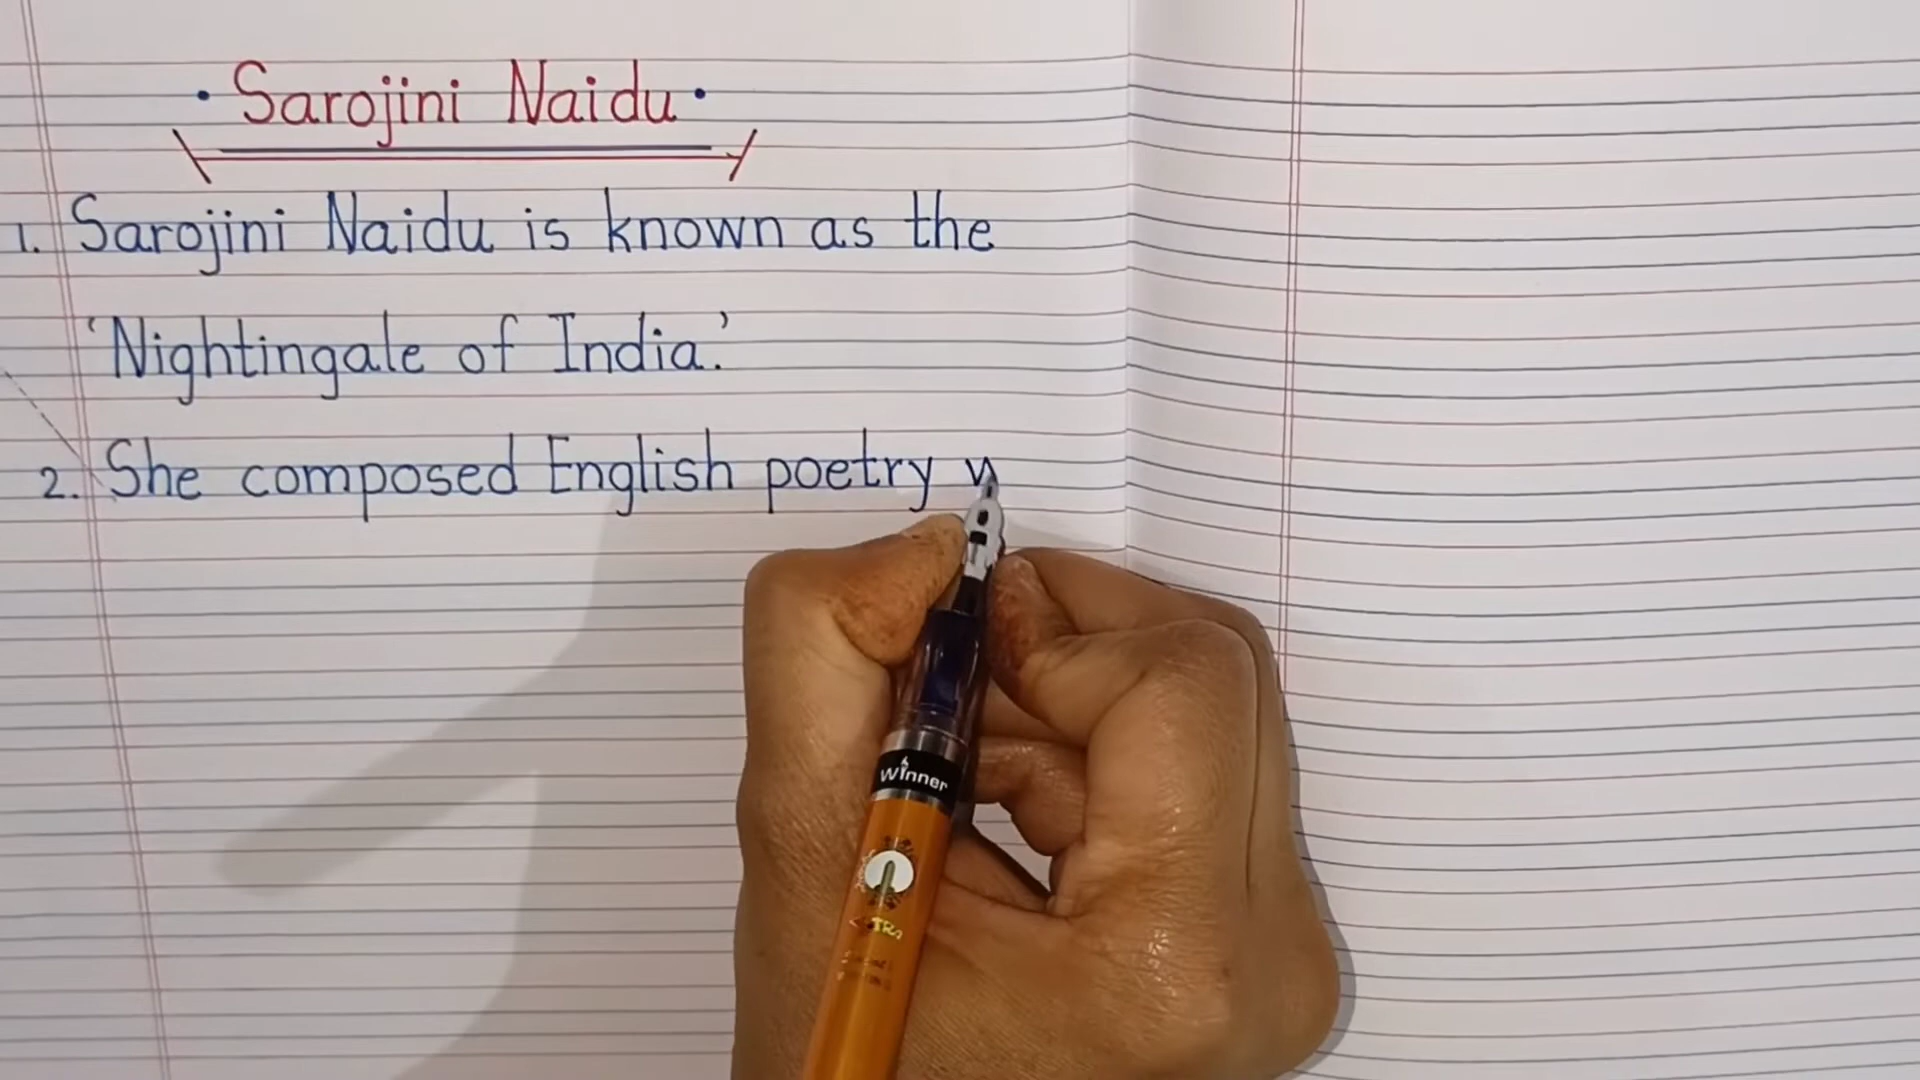 • Sarojini Naidu •
1. Sarojini Naidu is known as the
'Nightingale of India.'
2. She composed English poetry w
Winner